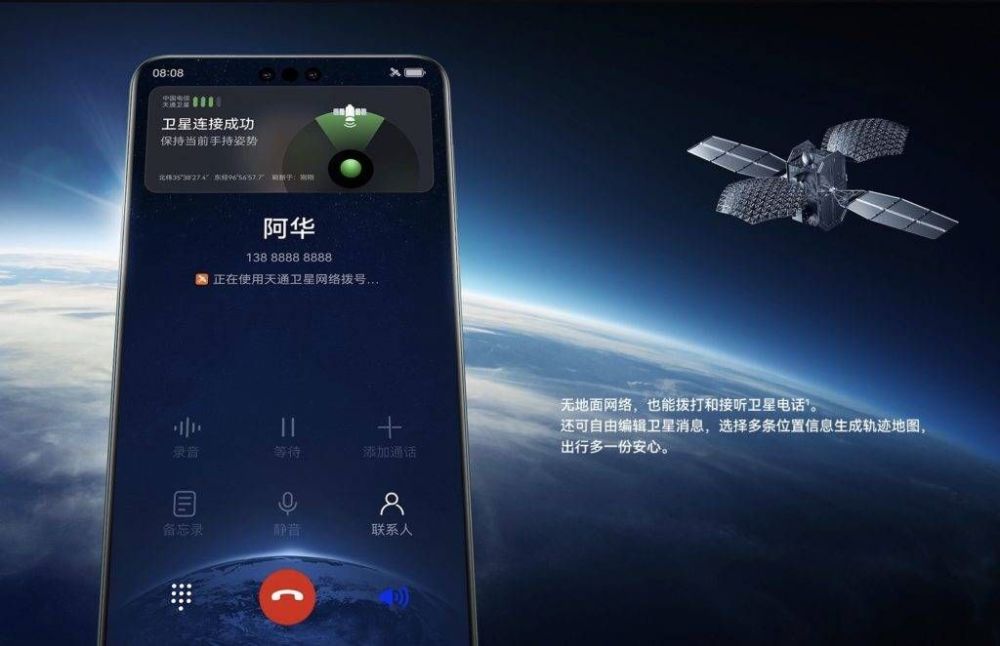 08:08
中国电信
天通卫星
卫星连接成功
保持当前手持姿势
北纬35°38'27.4" 东经96°56'57.7" 刷新于：刚刚
阿华
138 8888 8888
正在使用天通卫星网络拨号...
录音 等待 添加通话
备忘录 静音 联系人
无地面网络，也能拨打和接听卫星电话¹。
还可自由编辑卫星消息，选择多条位置信息生成轨迹地图，
出行多一份安心。